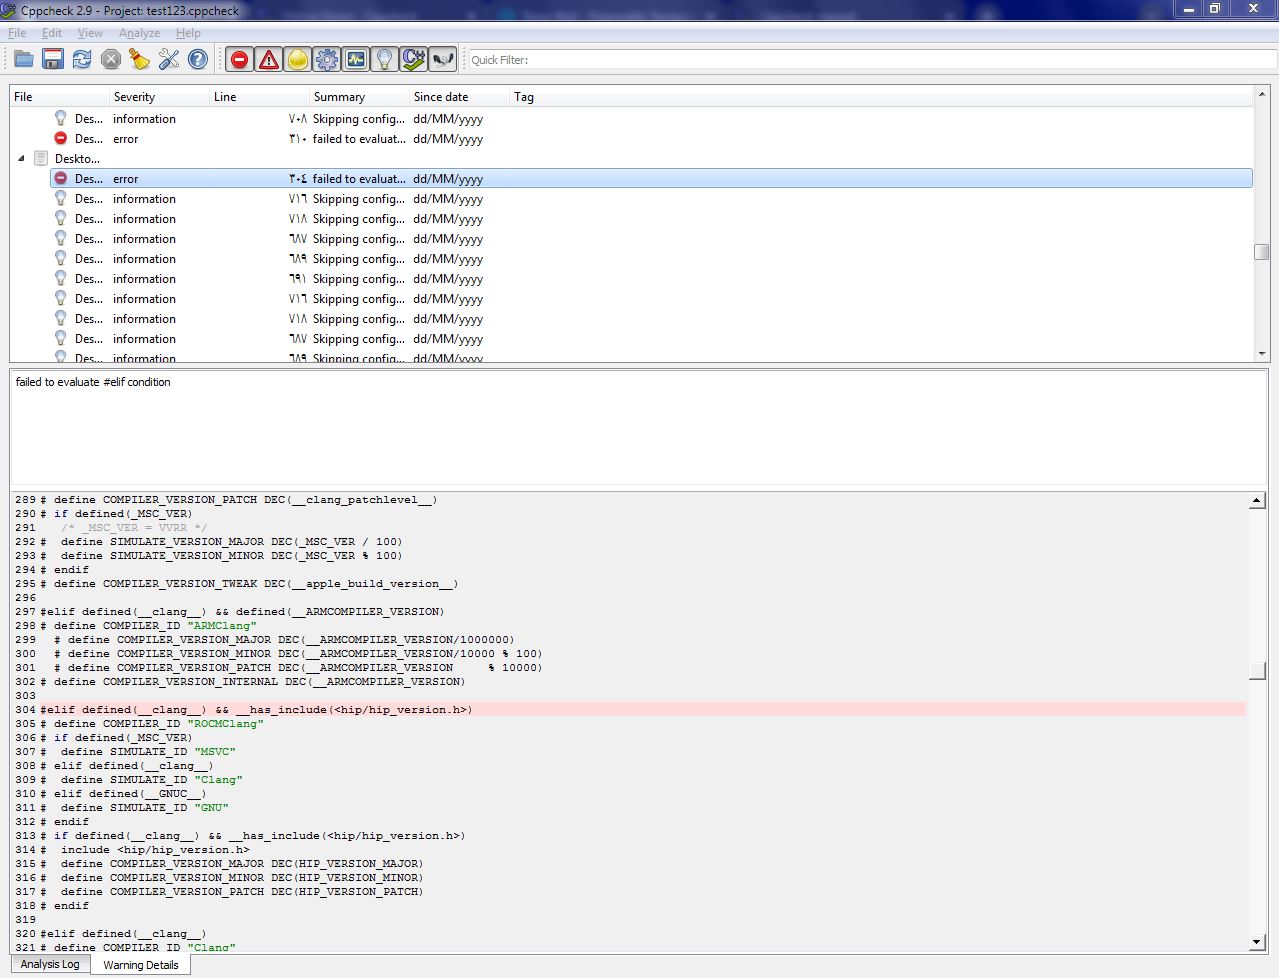 Cppcheck 2.9 - Project: test123.cppcheck
File Edit View Analyze Help
Quick Filter:
File Severity Line Summary Since date Tag
Des... information ٧٠٨ Skipping config... dd/MM/yyyy
Des... error ٣١٠ failed to evaluat... dd/MM/yyyy
Deskto...
Des... error ٣٠٤ failed to evaluat... dd/MM/yyyy
Des... information ٧١٦ Skipping config... dd/MM/yyyy
Des... information ٧١٨ Skipping config... dd/MM/yyyy
Des... information ٦٨٧ Skipping config... dd/MM/yyyy
Des... information ٦٨٩ Skipping config... dd/MM/yyyy
Des... information ٦٩١ Skipping config... dd/MM/yyyy
Des... information ٧١٦ Skipping config... dd/MM/yyyy
Des... information ٧١٨ Skipping config... dd/MM/yyyy
Des... information ٦٨٧ Skipping config... dd/MM/yyyy
Des... information ٦٨٩ Skipping config... dd/MM/yyyy
failed to evaluate #elif condition
289 # define COMPILER_VERSION_PATCH DEC(__clang_patchlevel__)
290 # if defined(_MSC_VER)
291 /* _MSC_VER = VVRR */
292 # define SIMULATE_VERSION_MAJOR DEC(_MSC_VER / 100)
293 # define SIMULATE_VERSION_MINOR DEC(_MSC_VER % 100)
294 # endif
295 # define COMPILER_VERSION_TWEAK DEC(__apple_build_version__)
296
297 #elif defined(__clang__) && defined(__ARMCOMPILER_VERSION)
298 # define COMPILER_ID "ARMClang"
299 # define COMPILER_VERSION_MAJOR DEC(__ARMCOMPILER_VERSION/1000000)
300 # define COMPILER_VERSION_MINOR DEC(__ARMCOMPILER_VERSION/10000 % 100)
301 # define COMPILER_VERSION_PATCH DEC(__ARMCOMPILER_VERSION % 10000)
302 # define COMPILER_VERSION_INTERNAL DEC(__ARMCOMPILER_VERSION)
303
304 #elif defined(__clang__) && __has_include(<hip/hip_version.h>)
305 # define COMPILER_ID "ROCMClang"
306 # if defined(_MSC_VER)
307 # define SIMULATE_ID "MSVC"
308 # elif defined(__clang__)
309 # define SIMULATE_ID "Clang"
310 # elif defined(__GNUC__)
311 # define SIMULATE_ID "GNU"
312 # endif
313 # if defined(__clang__) && __has_include(<hip/hip_version.h>)
314 # include <hip/hip_version.h>
315 # define COMPILER_VERSION_MAJOR DEC(HIP_VERSION_MAJOR)
316 # define COMPILER_VERSION_MINOR DEC(HIP_VERSION_MINOR)
317 # define COMPILER_VERSION_PATCH DEC(HIP_VERSION_PATCH)
318 # endif
319
320 #elif defined(__clang__)
321 # define COMPILER_ID "Clang"
Analysis Log Warning Details